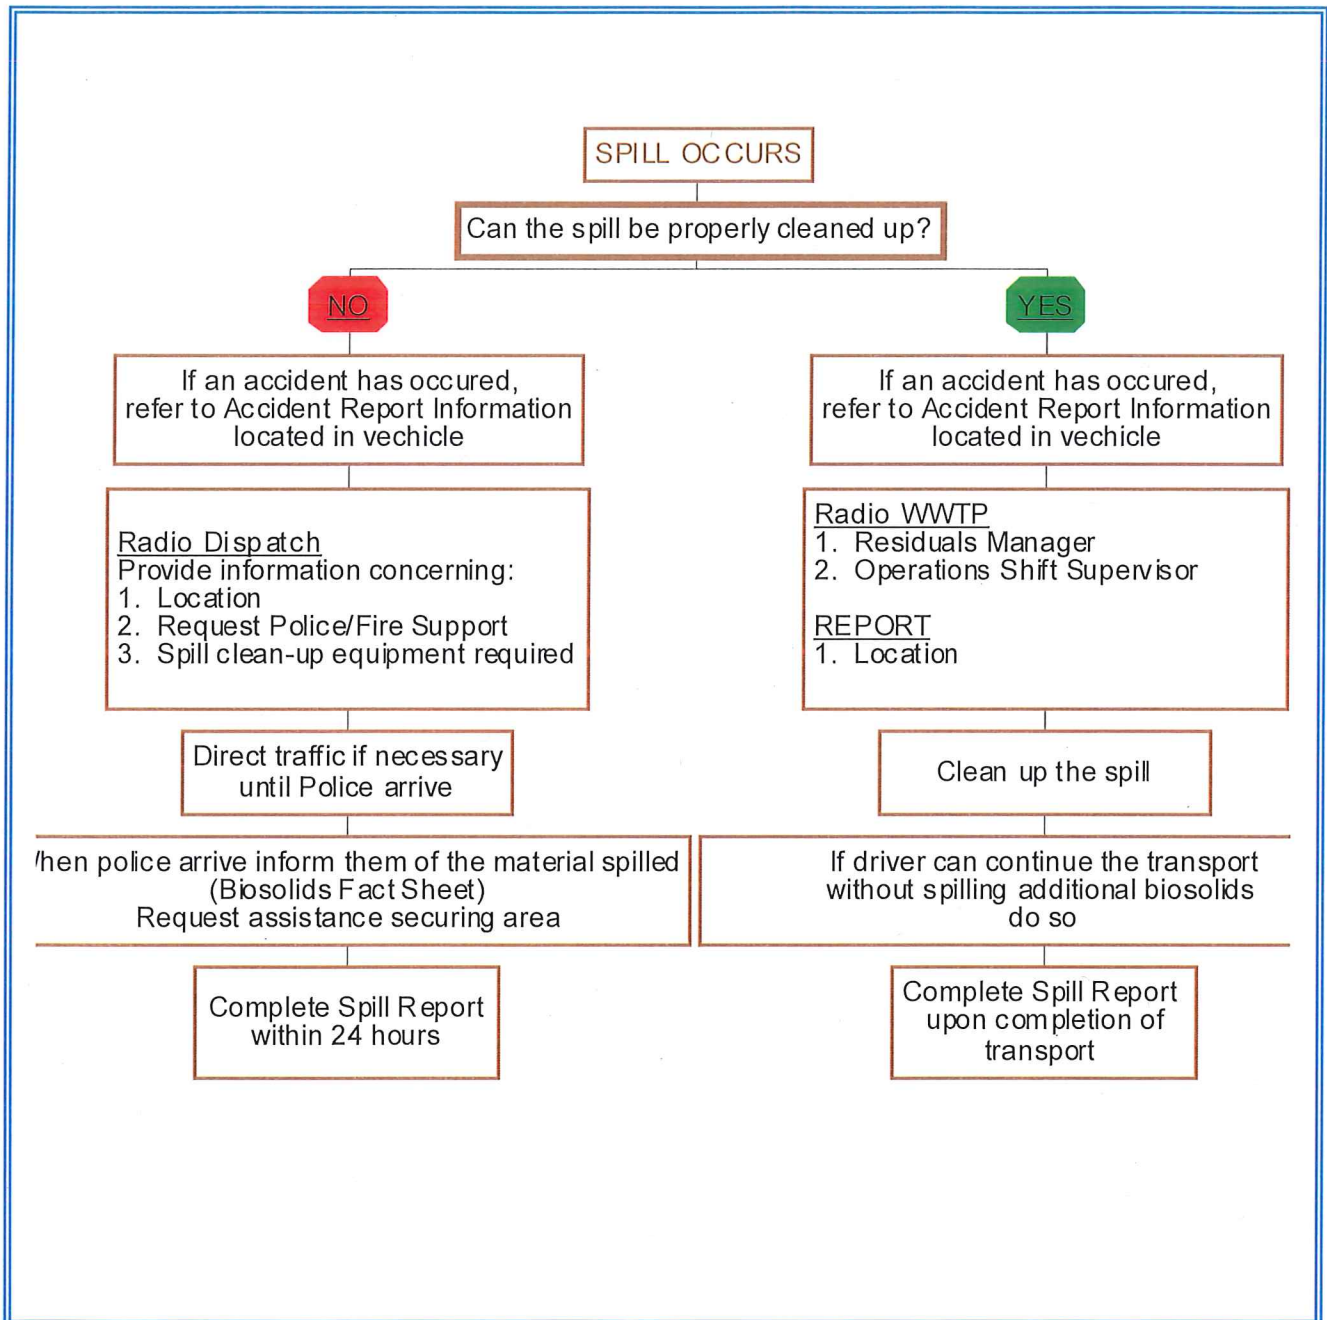 SPILL OCCURS
Can the spill be properly cleaned up?
NO
YES
If an accident has occured,
refer to Accident Report Information
located in vechicle
If an accident has occured,
refer to Accident Report Information
located in vechicle
Radio Dispatch
Provide information concerning:
1. Location
2. Request Police/Fire Support
3. Spill clean-up equipment required
Radio WWTP
1. Residuals Manager
2. Operations Shift Supervisor
REPORT
1. Location
Direct traffic if necessary
until Police arrive
Clean up the spill
police arrive inform them of the material spilled
(Biosolids Fact Sheet)
Request assistance securing area
If driver can continue the transport
without spilling additional biosolids
do so
Complete Spill Report
within 24 hours
Complete Spill Report
upon completion of
transport